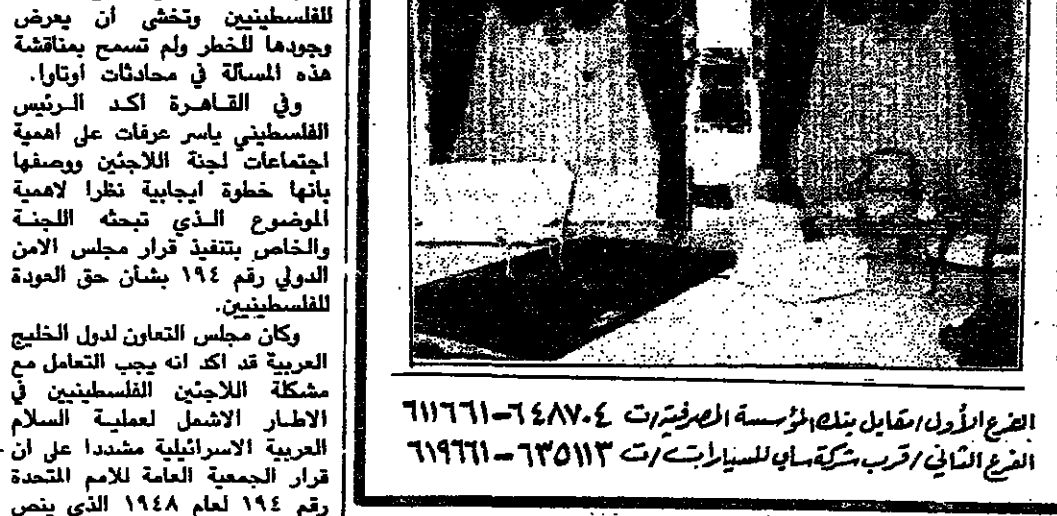 للفلسطينيين وتخشى ان يعرض
وجودها للخطر ولم تسمح بمناقشة
هذه المسألة في محادثات أوتاوا.
وفي القاهرة اكد الرئيس
الفلسطيني ياسر عرفات على اهمية
اجتماعات لجنة اللاجئين ووصفها
بانها خطوة ايجابية نظرا لاهمية
الموضوع الذي تبحثه اللجنة
والخاص بتنفيذ قرار مجلس الامن
الدولي رقم ١٩٤ بشأن حق العودة
للفلسطينيين.
وكان مجلس التعاون لدول الخليج
العربية قد اكد انه يجب التعامل مع
مشكلة اللاجئين الفلسطينيين في
الاطار الاشمل لعملية السلام
العربية الاسرائيلية مشددا على ان
قرار الجمعية العامة للامم المتحدة
رقم ١٩٤ لعام ١٩٤٨ الذي ينص
الفرع الأول / مقابل بنك المؤسسة المصرفية / ت ٦٤٨٧٠٤ - ٦١١٦٦١
الفرع الثاني / قرب شركة ساي للسيارات / ت ٦٣٥١١٣ - ٦١٩٦٦١